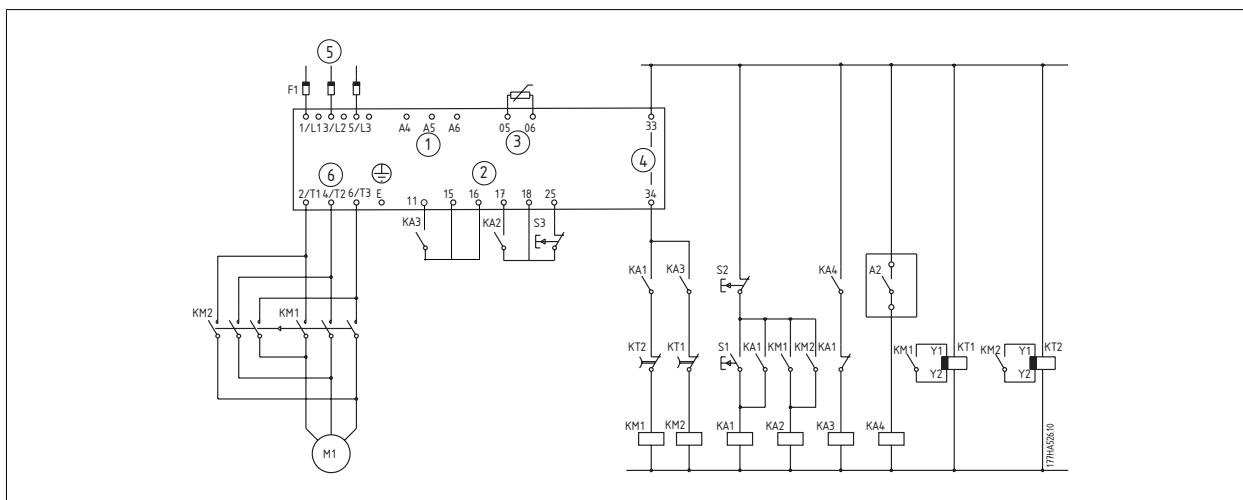 5
F1
1/L1 3/L2 5/L3 A4 A5 A6 05 06 33
1 3
4
6 2
2/T1 4/T2 6/T3 E 11 15 16 17 18 25 34
KA3 KA2 S3
KA1 KA3 S2 KA4 A2
KM2 KM1
KT2 KT1 S1 KA1 KM1 KM2 KA1 KM1 Y1 KT1 KM2 Y1 KT2
Y2 Y2
KM1 KM2 KA1 KA2 KA3 KA4
M1
177HA526.10